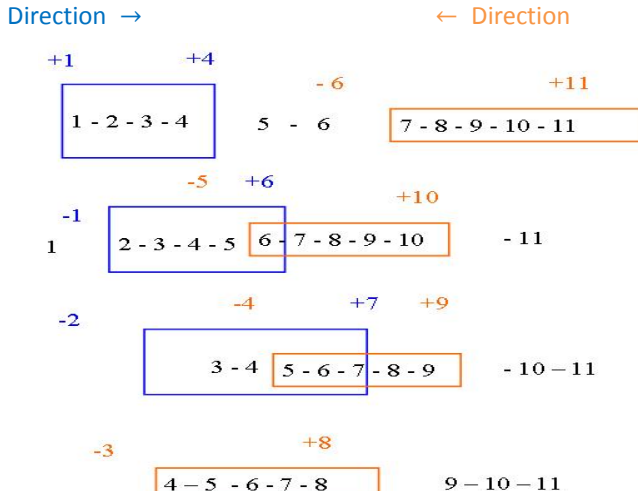 Direction → ← Direction
+1 +4
- 6 +11
1 - 2 - 3 - 4 5 - 6 7 - 8 - 9 - 10 - 11
-5 +6
+10
-1
1 2 - 3 - 4 - 5 6 - 7 - 8 - 9 - 10 - 11
-4 +7 +9
-2
3 - 4 5 - 6 - 7 - 8 - 9 - 10 – 11
+8
-3
4 – 5 - 6 - 7 - 8 9 – 10 – 11